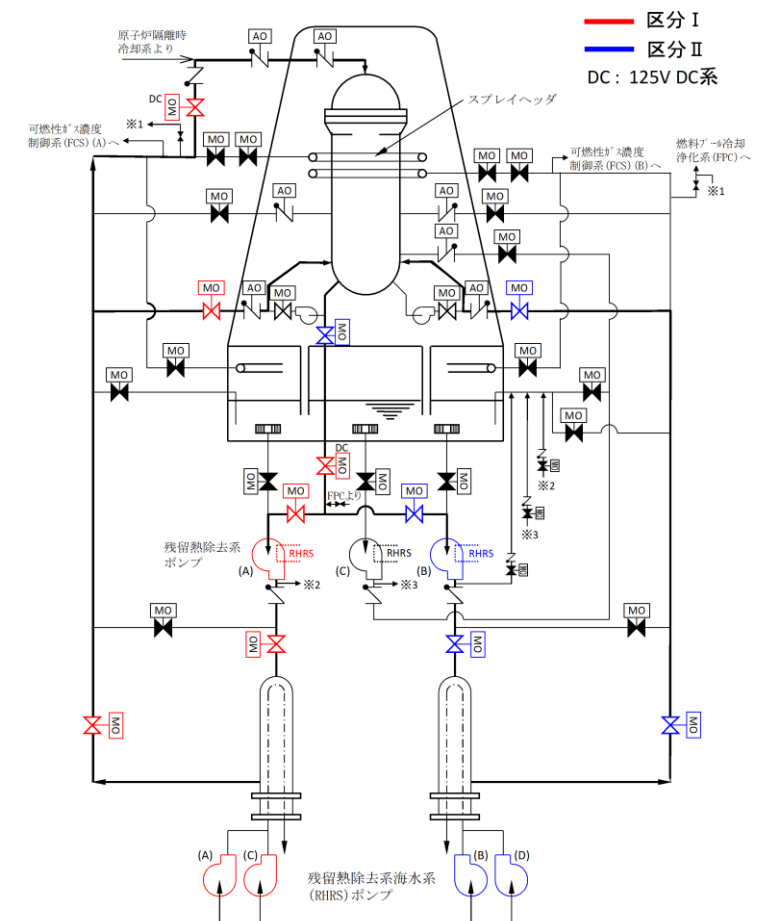 原子炉隔離時
冷却系より
AO
AO
区分Ⅰ
区分Ⅱ
DC： 125V DC系
DC
MO
※1
スプレイヘッダ
可燃性ｶﾞｽ濃度
制御系(FCS)(A)へ
MO
MO
MO
MO
可燃性ｶﾞｽ濃度
制御系(FCS)(B)へ
燃料ﾌﾟｰﾙ冷却
浄化系(FPC)へ
※1
MO
AO
AO
MO
AO
MO
MO
AO
MO
MO
AO
MO
MO
MO
MO
MO
MO
MO
DC
MO
MO
MO
MO
FPCより
MO
MO
MO
※2
MO
※3
MO
残留熱除去系
ポンプ
(A)
RHRS
(C)
(B)
RHRS
※2
※3
MO
MO
MO
MO
MO
MO
(A)
(C)
残留熱除去系海水系
(RHRS)ポンプ
(B)
(D)